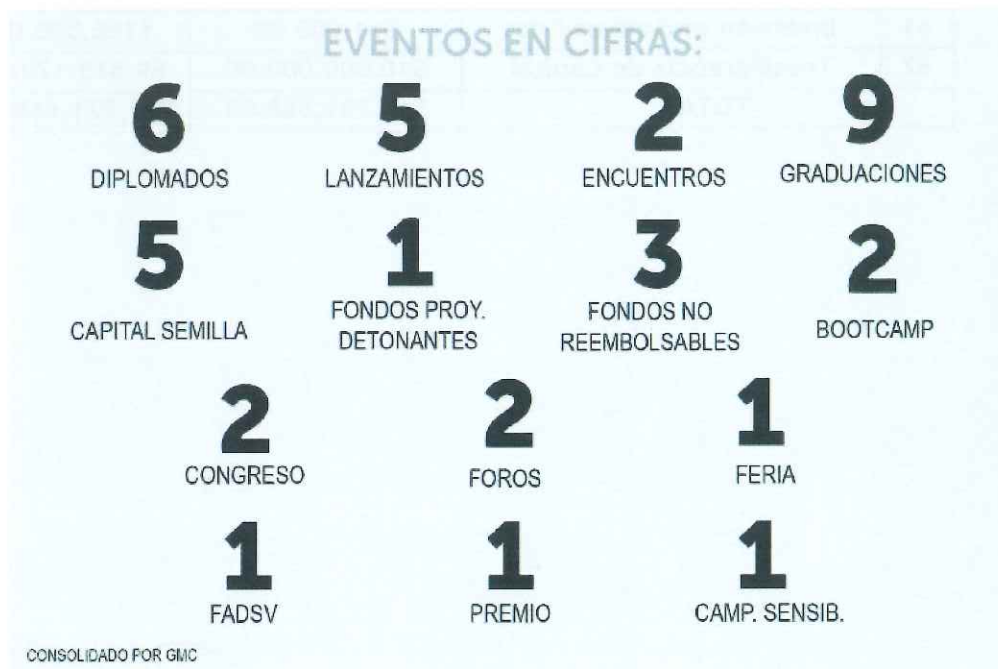 EVENTOS EN CIFRAS:
6 5 2 9
DIPLOMADOS LANZAMIENTOS ENCUENTROS GRADUACIONES
5 1 3 2
CAPITAL SEMILLA FONDOS PROY. DETONANTES FONDOS NO REEMBOLSABLES BOOTCAMP
2 2 1
CONGRESO FOROS FERIA
1 1 1
FADSV PREMIO CAMP. SENSIB.
CONSOLIDADO POR GMC